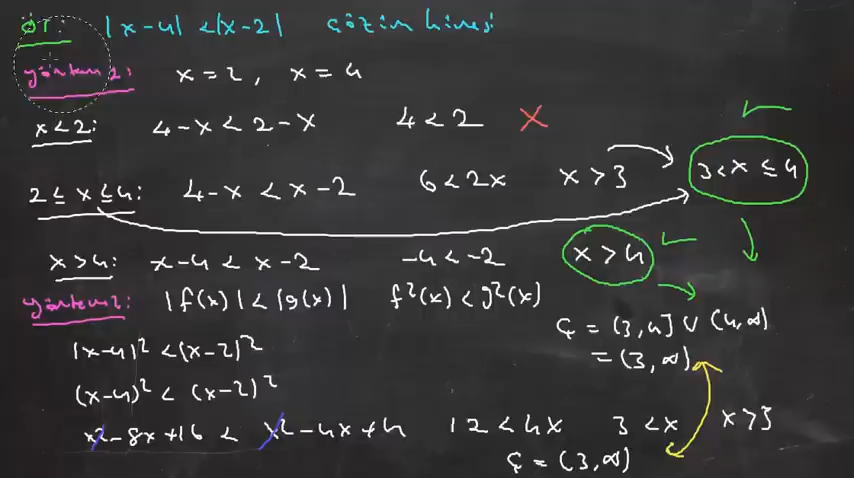 ör: |x-4| < |x-2| çözüm kümesi
yöntem 1: x = 2, x = 4
x < 2: 4-x < 2-x 4 < 2 X
2 ≤ x ≤ 4: 4-x < x-2 6 < 2x x > 3 3 < x ≤ 4
x > 4: x-4 < x-2 -4 < -2 x > 4
yöntem 2: |f(x)| < |g(x)| f²(x) < g²(x)
Ç = (3,4] ∪ (4,∞)
= (3,∞)
|x-4|² < |x-2|²
(x-4)² < (x-2)²
x²-8x+16 < x²-4x+4 12 < 4x 3 < x x > 3
Ç = (3,∞)